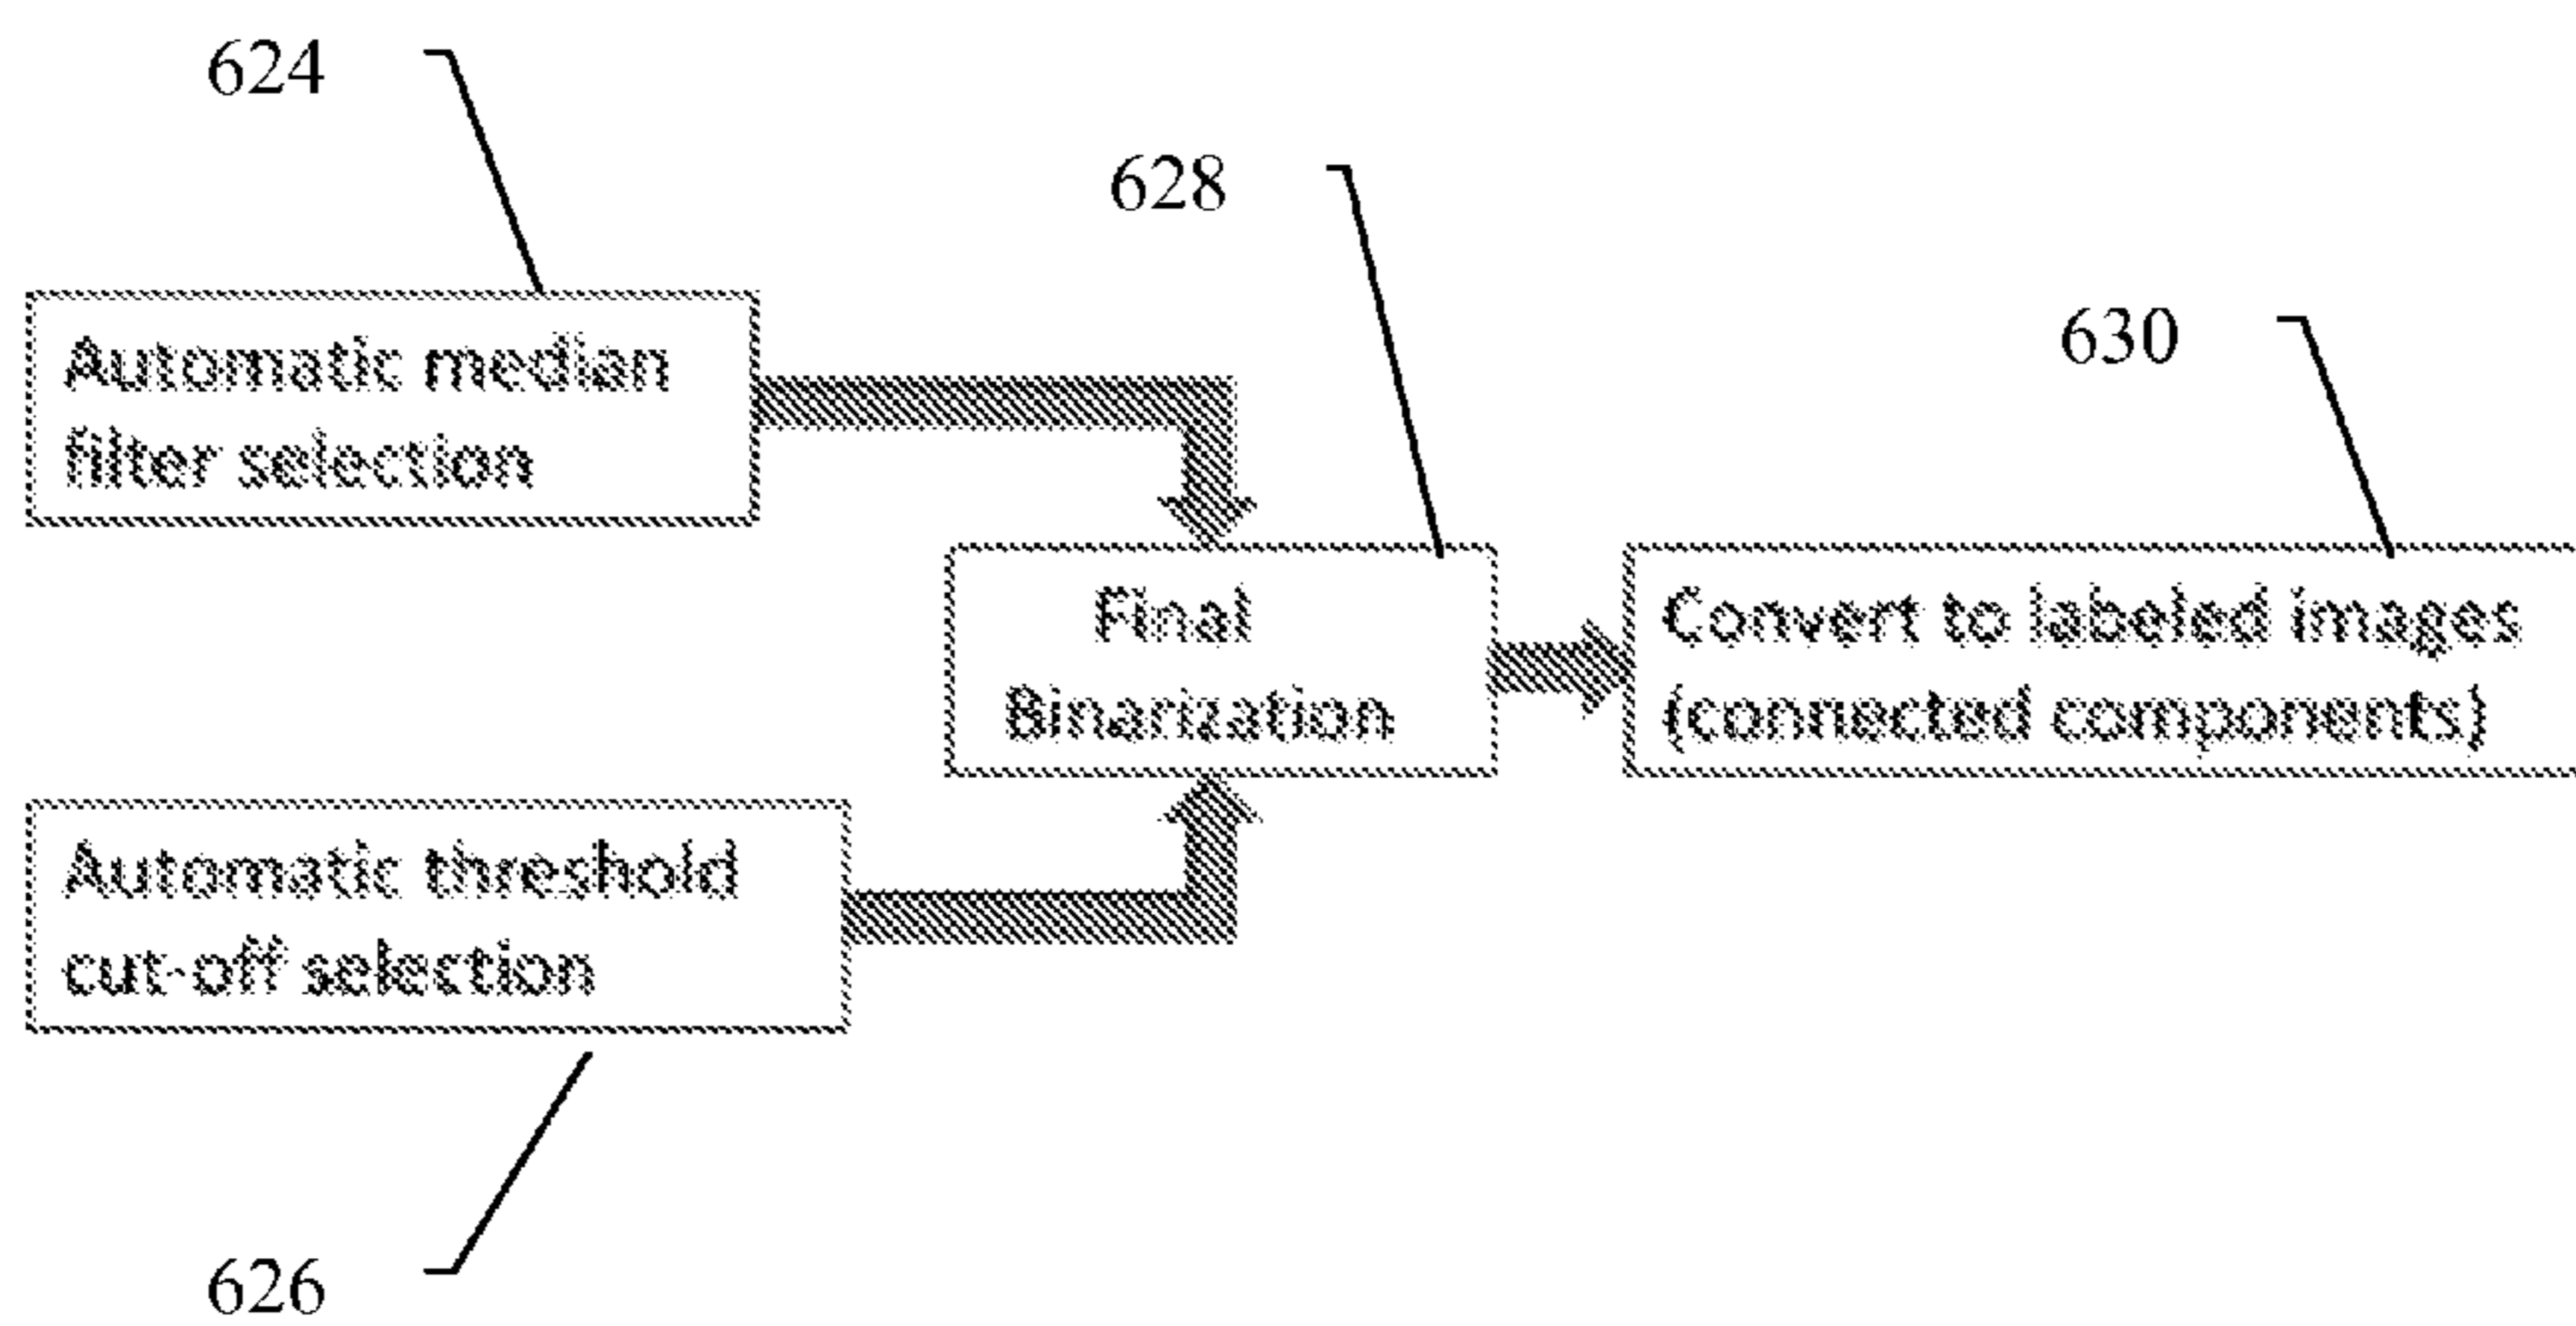 624
628
630
Automatic median
filter selection
Final
Binarization
Convert to labeled images
(connected components)
Automatic threshold
cut-off selection
626